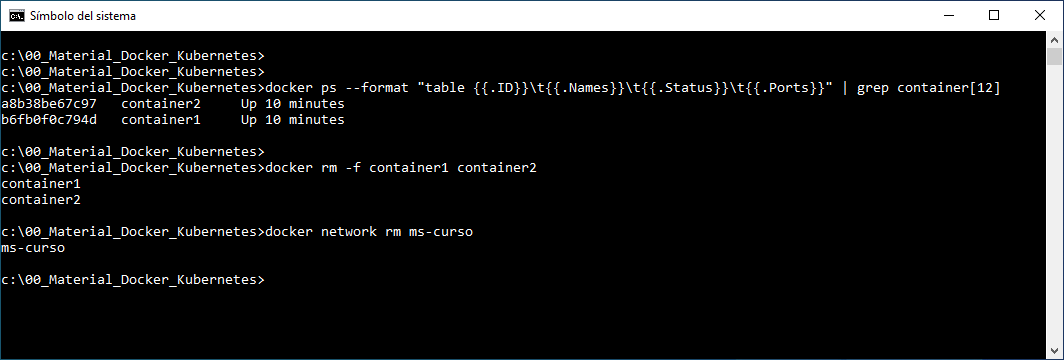 Símbolo del sistema
c:\00_Material_Docker_Kubernetes>
c:\00_Material_Docker_Kubernetes>
c:\00_Material_Docker_Kubernetes>docker ps --format "table {{.ID}}\t{{.Names}}\t{{.Status}}\t{{.Ports}}" | grep container[12]
a8b38be67c97   container2     Up 10 minutes
b6fb0f0c794d   container1     Up 10 minutes
c:\00_Material_Docker_Kubernetes>
c:\00_Material_Docker_Kubernetes>docker rm -f container1 container2
container1
container2
c:\00_Material_Docker_Kubernetes>docker network rm ms-curso
ms-curso
c:\00_Material_Docker_Kubernetes>